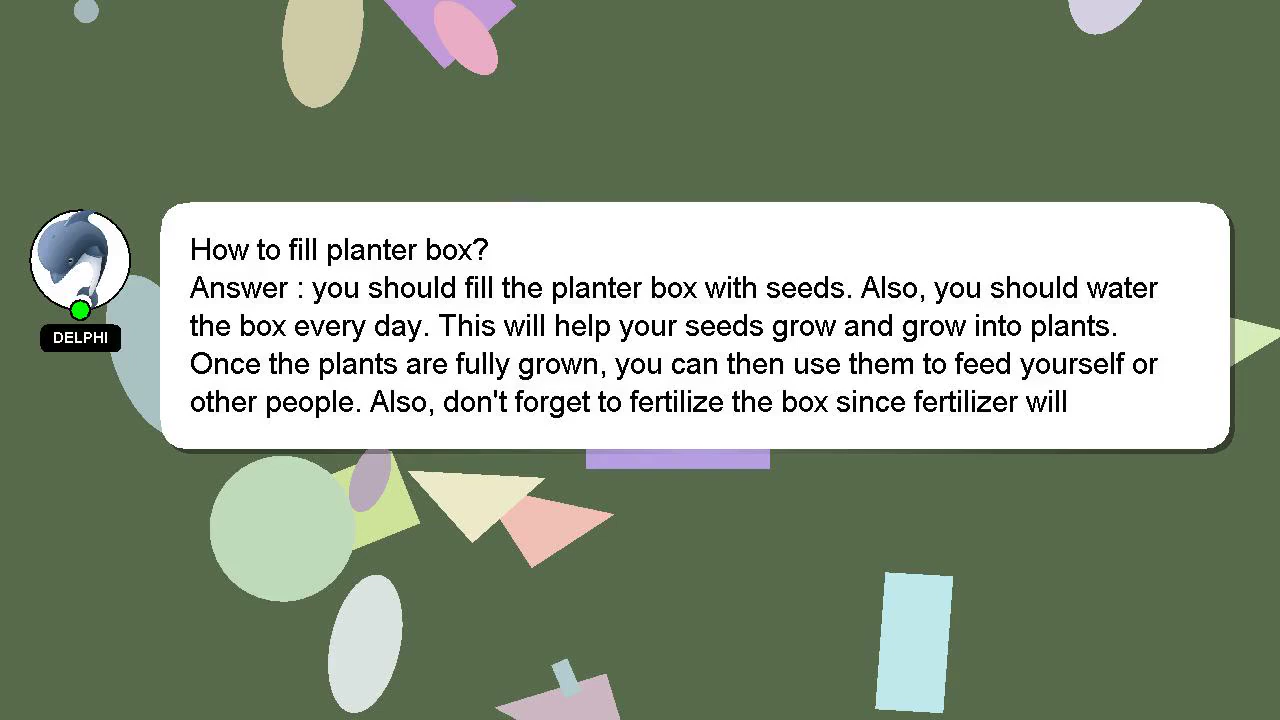 How to fill planter box?
Answer : you should fill the planter box with seeds. Also, you should water
the box every day. This will help your seeds grow and grow into plants.
Once the plants are fully grown, you can then use them to feed yourself or
other people. Also, don't forget to fertilize the box since fertilizer will
DELPHI